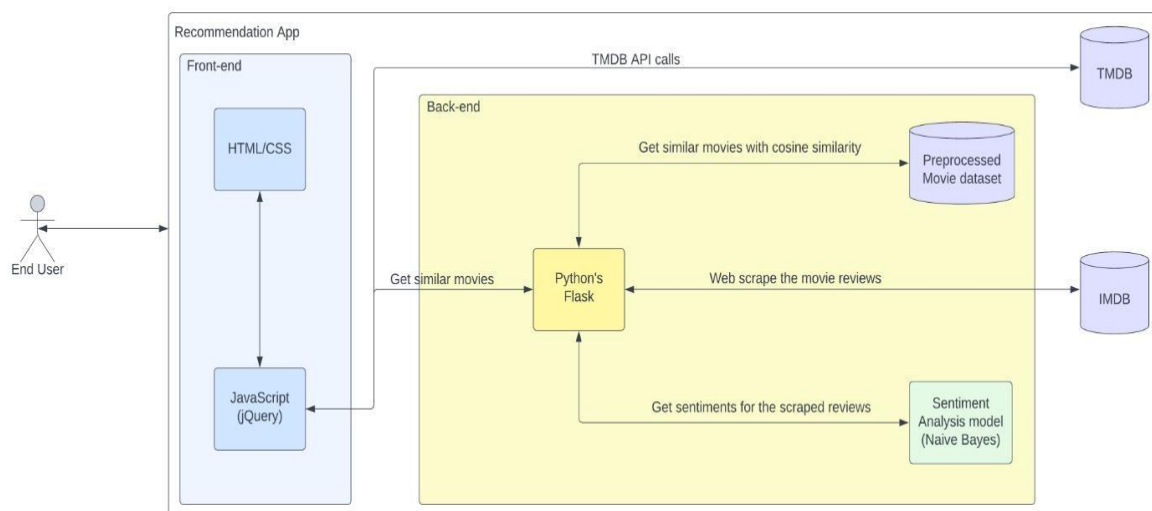 Recommendation App
Front-end
TMDB API calls
TMDB
HTML/CSS
Back-end
Get similar movies with cosine similarity
Preprocessed
Movie dataset
End User
Get similar movies
Python's
Flask
Web scrape the movie reviews
IMDB
JavaScript
(jQuery)
Get sentiments for the scraped reviews
Sentiment
Analysis model
(Naive Bayes)